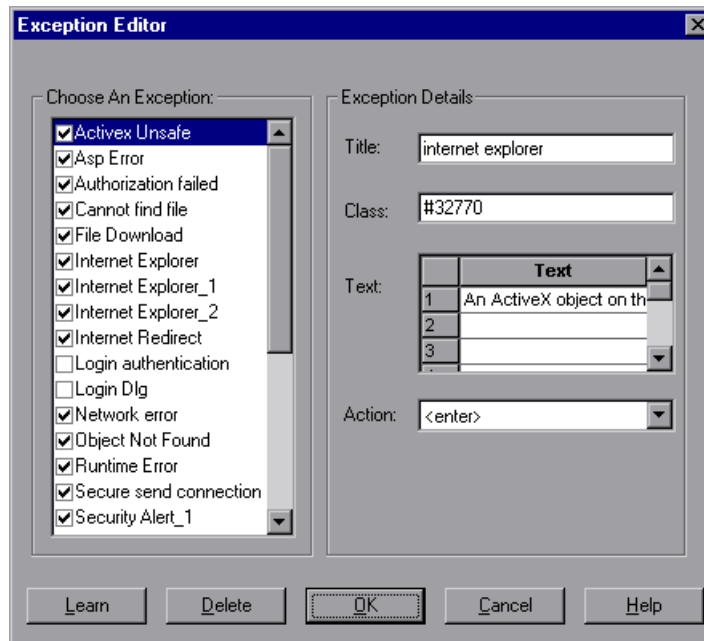 Exception Editor
Choose An Exception:
Activex Unsafe
Asp Error
Authorization failed
Cannot find file
File Download
Internet Explorer
Internet Explorer_1
Internet Explorer_2
Internet Redirect
Login authentication
Login Dlg
Network error
Object Not Found
Runtime Error
Secure send connection
Security Alert_1
Exception Details
Title: internet explorer
Class: #32770
Text:
Text
1 An ActiveX object on th
2
3
Action: <enter>
Learn Delete OK Cancel Help